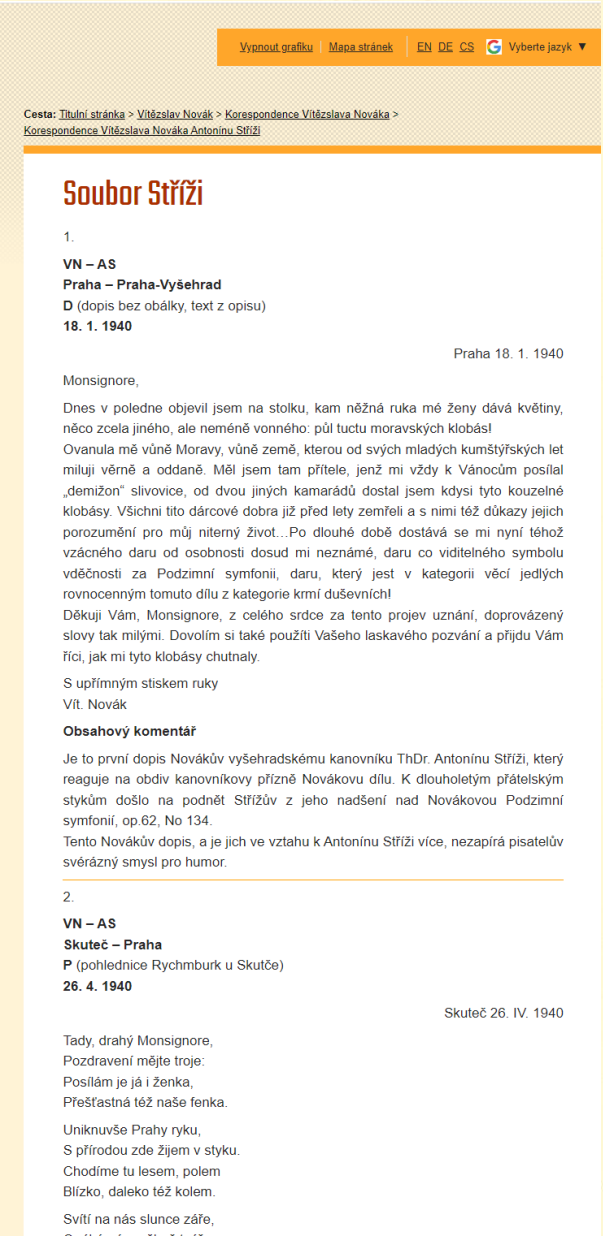 Vypnout grafiku | Mapa stránek | EN DE CS G Vyberte jazyk ▼
Cesta: Titulní stránka > Vítězslav Novák > Korespondence Vítězslava Nováka >
Korespondence Vítězslava Nováka Antonínu Stříži
Soubor Stříži
1.
VN – AS
Praha – Praha-Vyšehrad
D (dopis bez obálky, text z opisu)
18. 1. 1940
Praha 18. 1. 1940
Monsignore,
Dnes v poledne objevil jsem na stolku, kam něžná ruka mé ženy dává květiny,
něco zcela jiného, ale neméně vonného: půl tuctu moravských klobás!
Ovanula mě vůně Moravy, vůně země, kterou od svých mladých kumštýřských let
miluji věrně a oddaně. Měl jsem tam přítele, jenž mi vždy k Vánocům posílal
„demižon“ slivovice, od dvou jiných kamarádů dostal jsem kdysi tyto kouzelné
klobásy. Všichni tito dárcové dobra již před lety zemřeli a s nimi též důkazy jejich
porozumění pro můj niterný život…Po dlouhé době dostává se mi nyní téhož
vzácného daru od osobnosti dosud mi neznámé, daru co viditelného symbolu
vděčnosti za Podzimní symfonii, daru, který jest v kategorii věcí jedlých
rovnocenným tomuto dílu z kategorie krmí duševních!
Děkuji Vám, Monsignore, z celého srdce za tento projev uznání, doprovázený
slovy tak milými. Dovolím si také použíti Vašeho laskavého pozvání a přijdu Vám
říci, jak mi tyto klobásy chutnaly.
S upřímným stiskem ruky
Vít. Novák
Obsahový komentář
Je to první dopis Novákův vyšehradskému kanovníku ThDr. Antonínu Stříži, který
reaguje na obdiv kanovníkovy přízně Novákovu dílu. K dlouholetým přátelským
stykům došlo na podnět Střížův z jeho nadšení nad Novákovou Podzimní
symfonií, op.62, No 134.
Tento Novákův dopis, a je jich ve vztahu k Antonínu Stříži více, nezapírá pisatelův
svérázný smysl pro humor.
2.
VN – AS
Skuteč – Praha
P (pohlednice Rychmburk u Skutče)
26. 4. 1940
Skuteč 26. IV. 1940
Tady, drahý Monsignore,
Pozdravení mějte troje:
Posílám je já i ženka,
Přešťastná též naše fenka.
Uniknuvše Prahy ryku,
S přírodou zde žijem v styku.
Chodíme tu lesem, polem
Blízko, daleko též kolem.
Svítí na nás slunce záře,